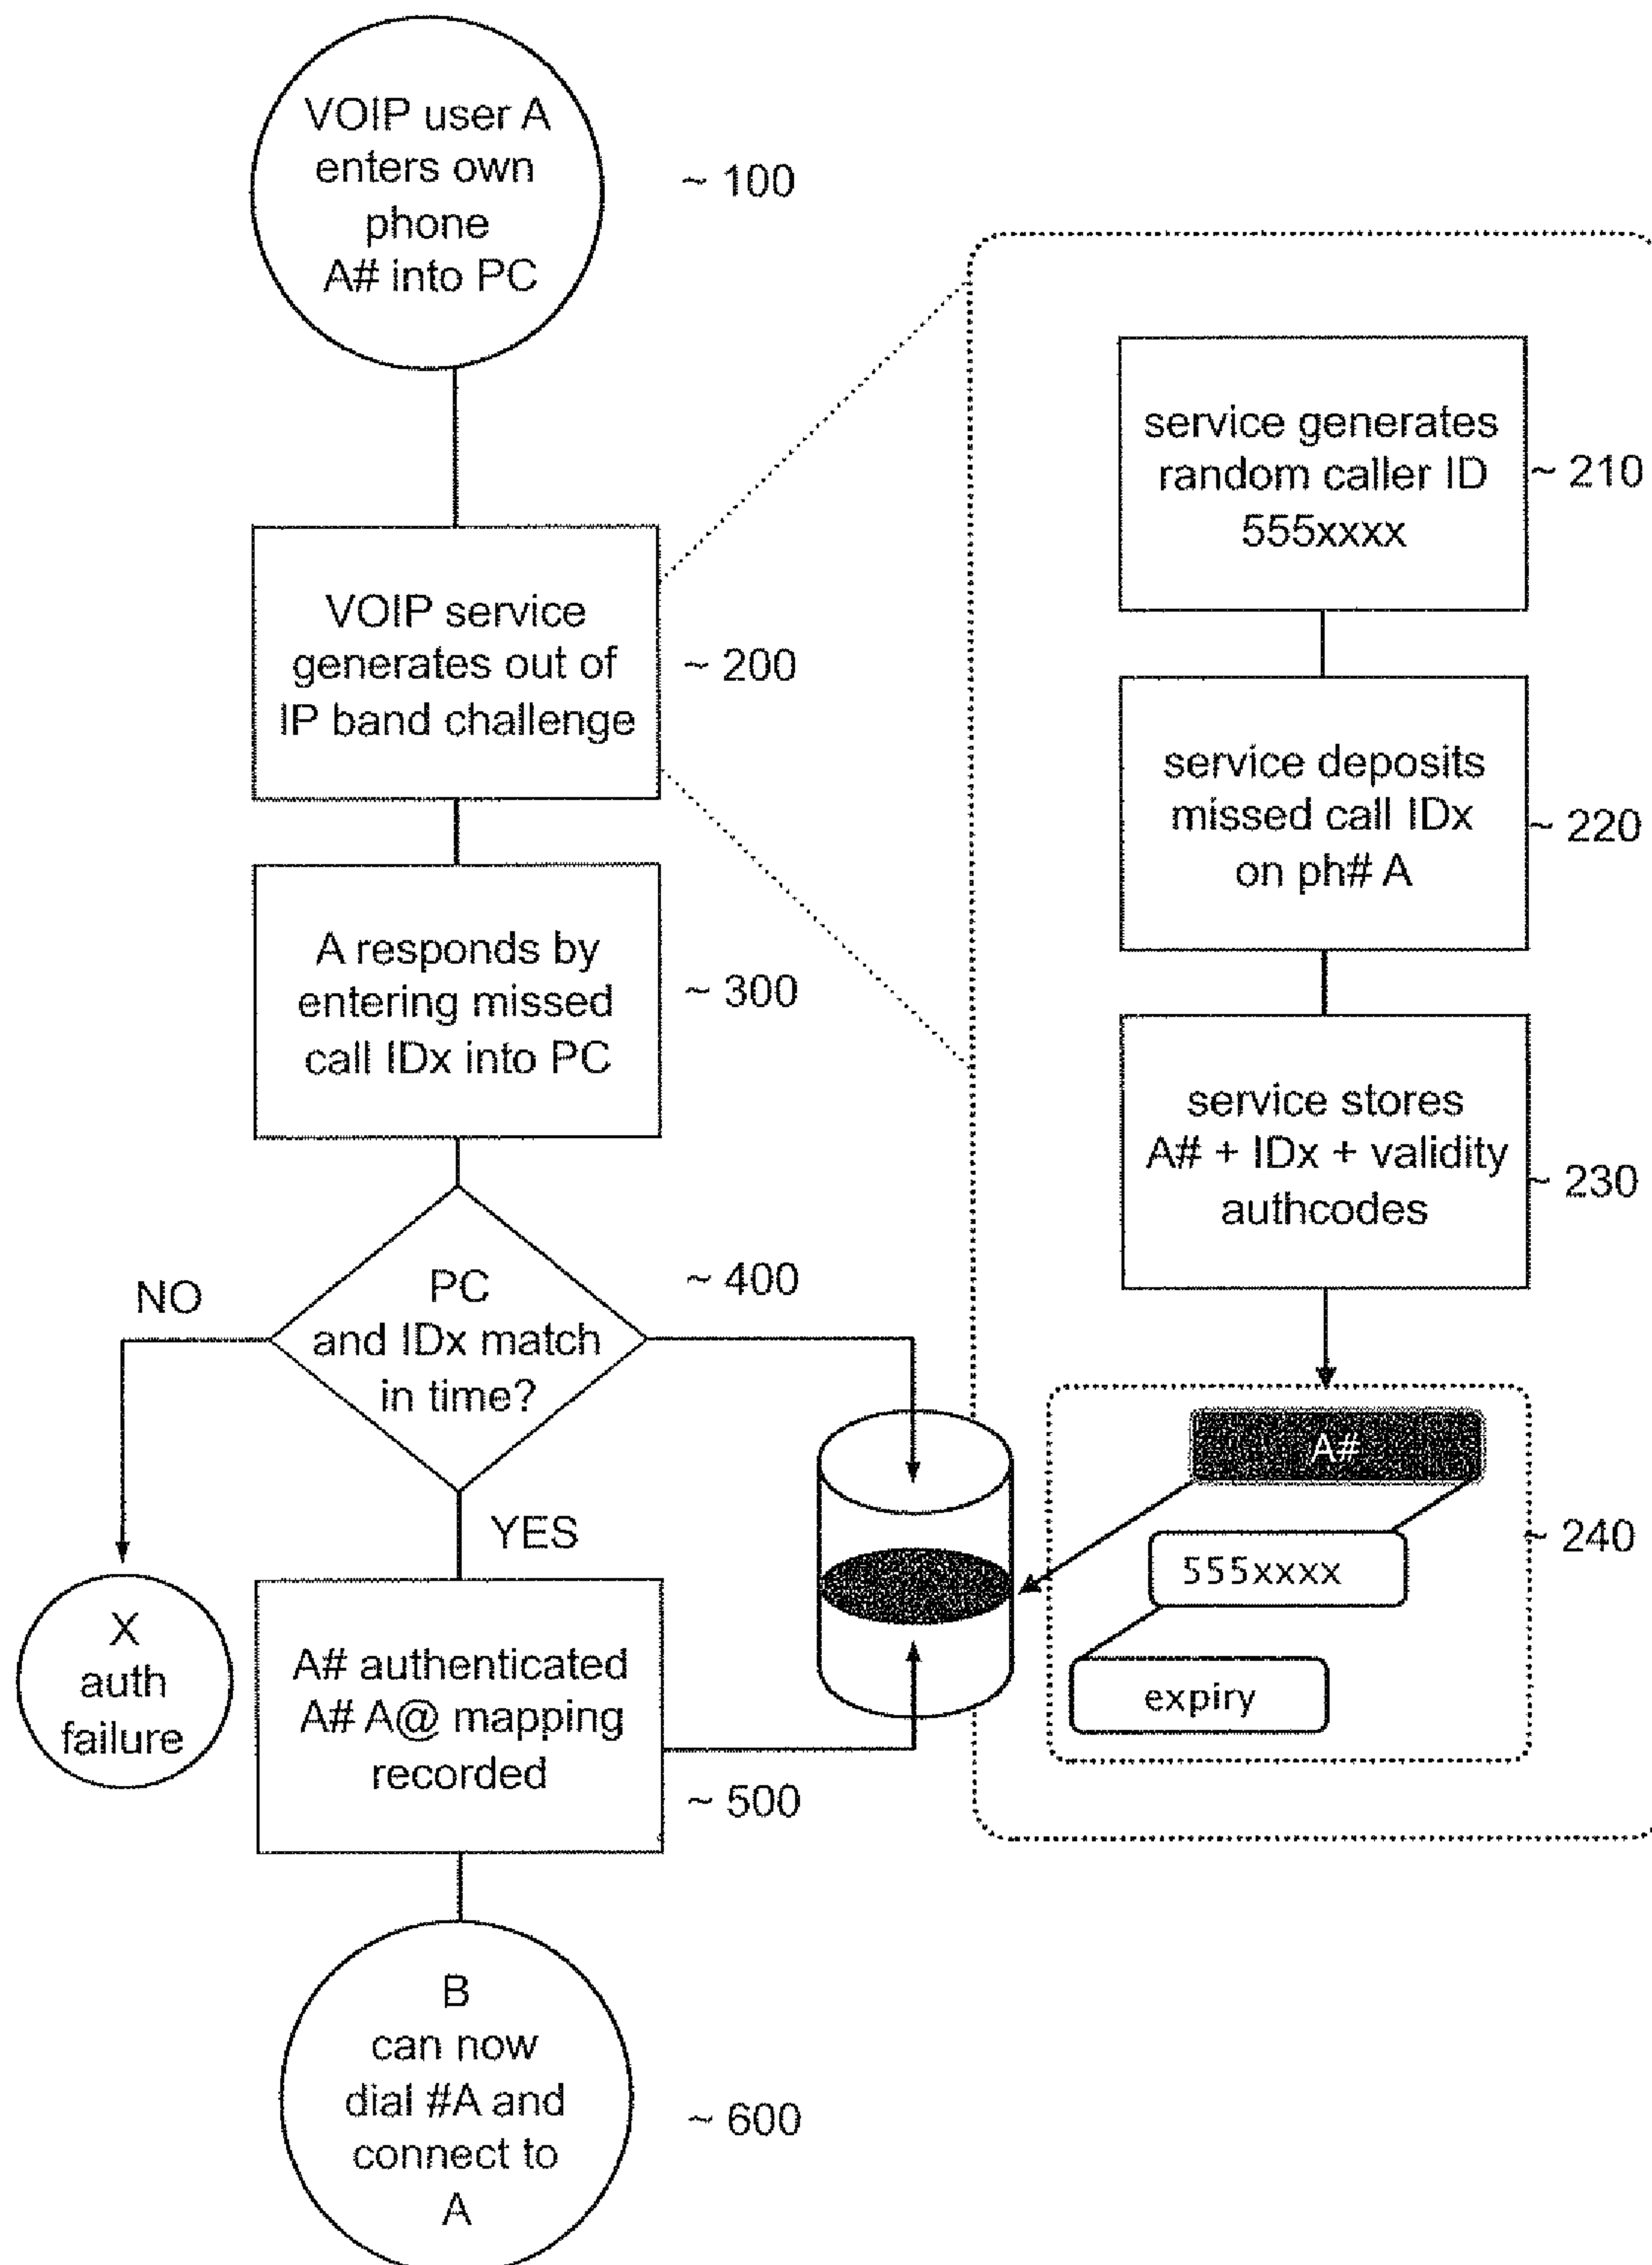 VOIP user A
enters own
phone
A# into PC
~ 100
VOIP service
generates out of
IP band challenge
~ 200
A responds by
entering missed
call IDx into PC
~ 300
PC
and IDx match
in time?
~ 400
NO
YES
X
auth
failure
A# authenticated
A# A@ mapping
recorded
~ 500
B
can now
dial #A and
connect to
A
~ 600
service generates
random caller ID
555xxxx
~ 210
service deposits
missed call IDx
on ph# A
~ 220
service stores
A# + IDx + validity
authcodes
~ 230
A#
555xxxx
expiry
~ 240